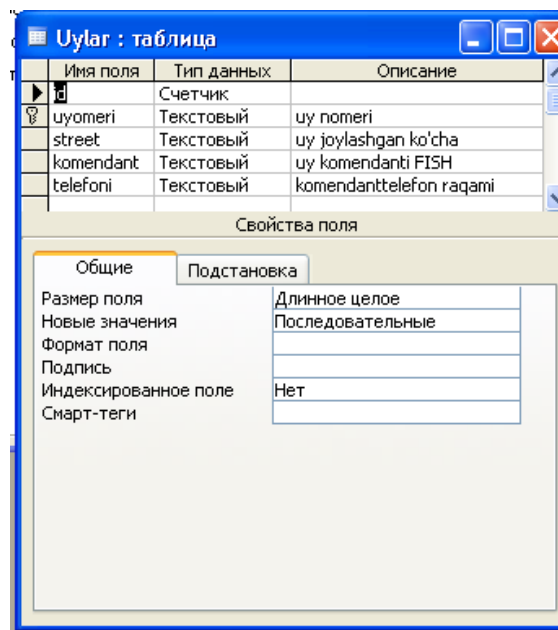 Uylar : таблица
Имя поля Тип данных Описание
id Счетчик
uyomeri Текстовый uy nomeri
street Текстовый uy joylashgan ko'cha
komendant Текстовый uy komendanti FISH
telefoni Текстовый komendanttelefon raqami
Свойства поля
Общие Подстановка
Размер поля Длинное целое
Новые значения Последовательные
Формат поля
Подпись
Индексированное поле Нет
Смарт-теги